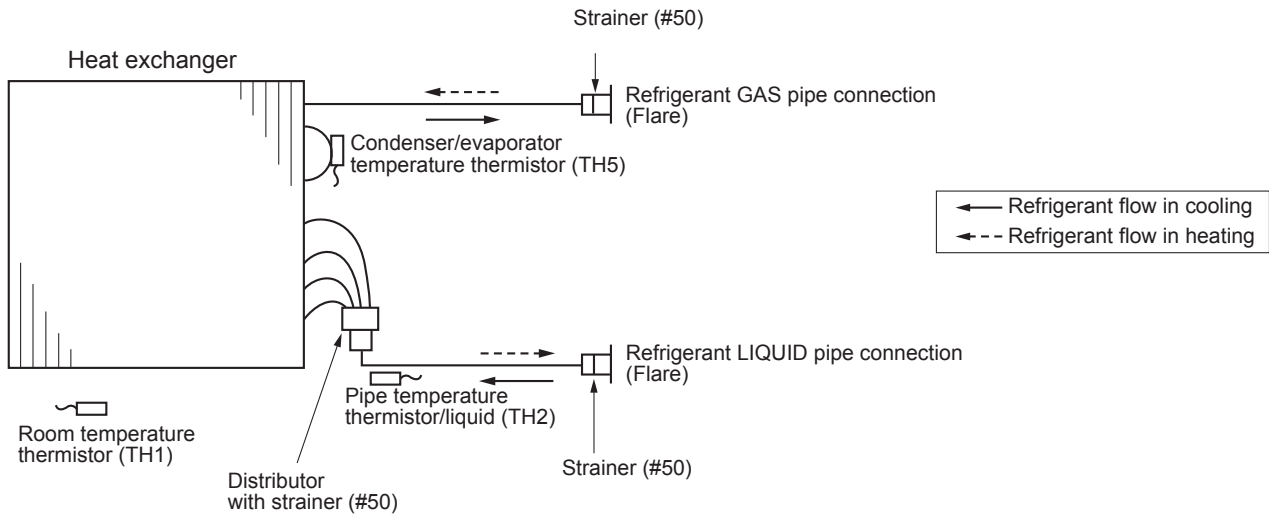 Strainer (#50)
Heat exchanger
Refrigerant GAS pipe connection
(Flare)
Condenser/evaporator
temperature thermistor (TH5)
Refrigerant flow in cooling
Refrigerant flow in heating
Refrigerant LIQUID pipe connection
(Flare)
Pipe temperature
thermistor/liquid (TH2)
Room temperature
thermistor (TH1)
Strainer (#50)
Distributor
with strainer (#50)